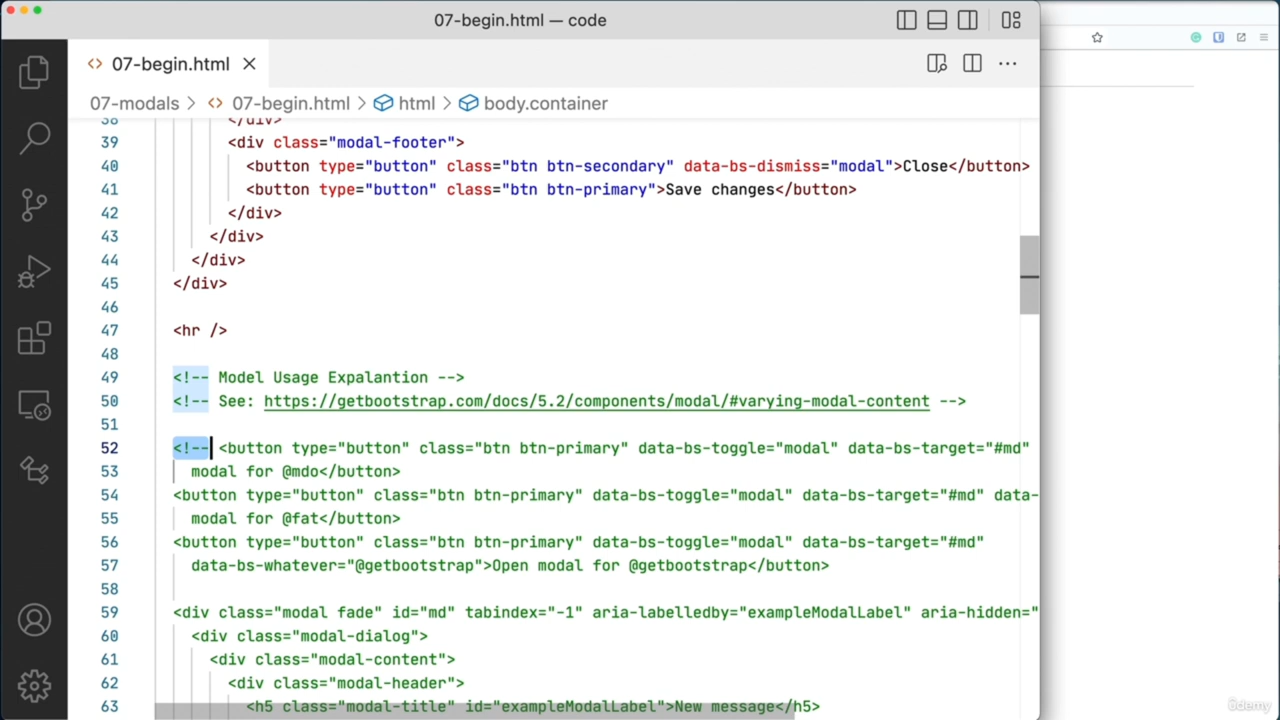 07-begin.html — code
07-begin.html
07-modals > 07-begin.html > html > body.container
38 </div>
39 <div class="modal-footer">
40 <button type="button" class="btn btn-secondary" data-bs-dismiss="modal">Close</button>
41 <button type="button" class="btn btn-primary">Save changes</button>
42 </div>
43 </div>
44 </div>
45 </div>
46
47 <hr />
48
49 <!-- Model Usage Expalantion -->
50 <!-- See: https://getbootstrap.com/docs/5.2/components/modal/#varying-modal-content -->
51
52 <!-- <button type="button" class="btn btn-primary" data-bs-toggle="modal" data-bs-target="#md"
53 modal for @mdo</button>
54 <button type="button" class="btn btn-primary" data-bs-toggle="modal" data-bs-target="#md" data-
55 modal for @fat</button>
56 <button type="button" class="btn btn-primary" data-bs-toggle="modal" data-bs-target="#md"
57 data-bs-whatever="@getbootstrap">Open modal for @getbootstrap</button>
58
59 <div class="modal fade" id="md" tabindex="-1" aria-labelledby="exampleModalLabel" aria-hidden="
60 <div class="modal-dialog">
61 <div class="modal-content">
62 <div class="modal-header">
63 <h5 class="modal-title" id="exampleModalLabel">New message</h5>
ûdemy